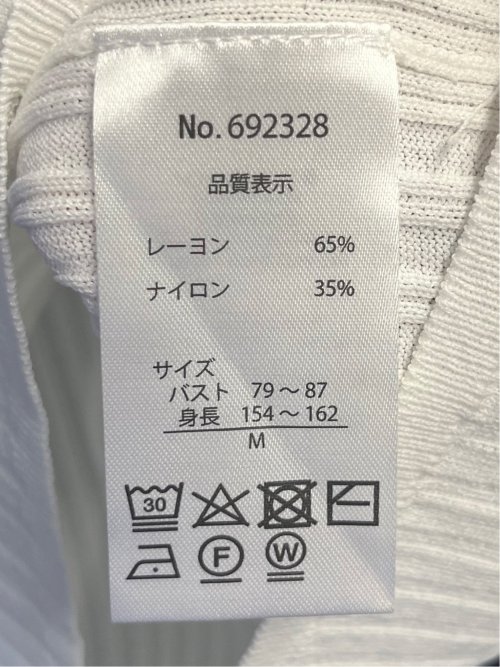 No. 692328
品質表示
レーヨン 65%
ナイロン 35%
サイズ
バスト 79～87
身長 154～162
M
30
F W